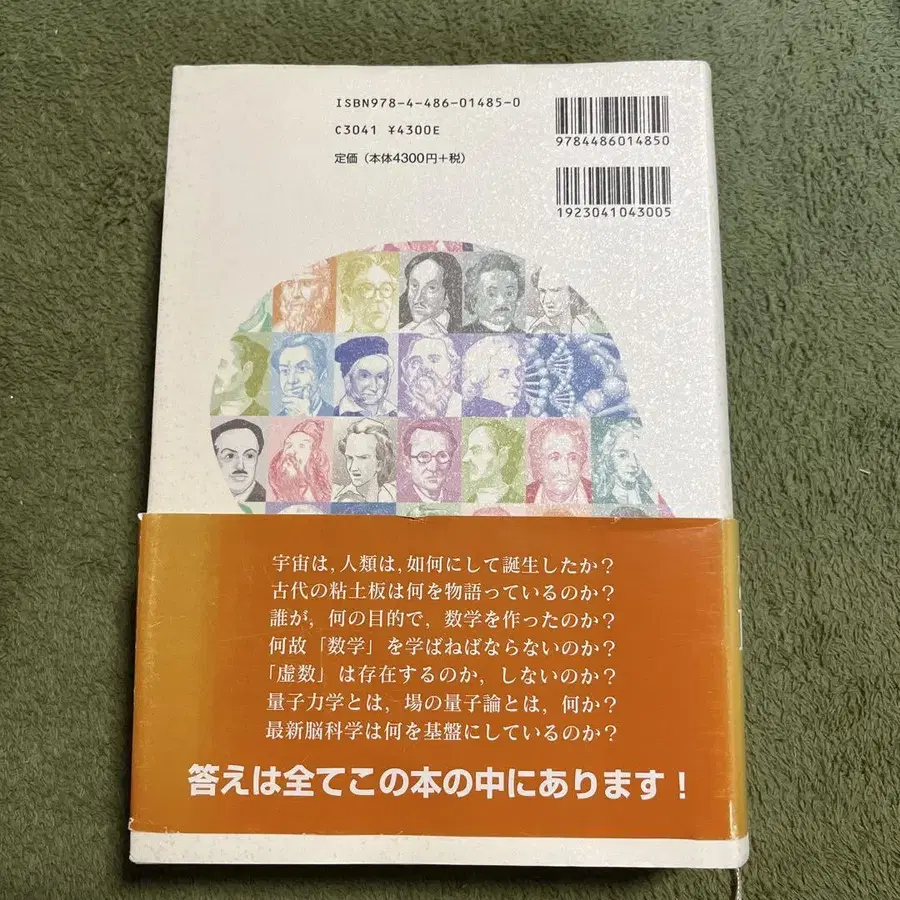 ISBN978-4-486-01485-0
C3041 ¥4300E
定価（本体4300円＋税）
9784486014850
1923041043005
宇宙は，人類は，如何にして誕生したか？
古代の粘土板は何を物語っているのか？
誰が，何の目的で，数学を作ったのか？
何故「数学」を学ばねばならないのか？
「虚数」は存在するのか，しないのか？
量子力学とは，場の量子論とは，何か？
最新脳科学は何を基盤にしているのか？
答えは全てこの本の中にあります！